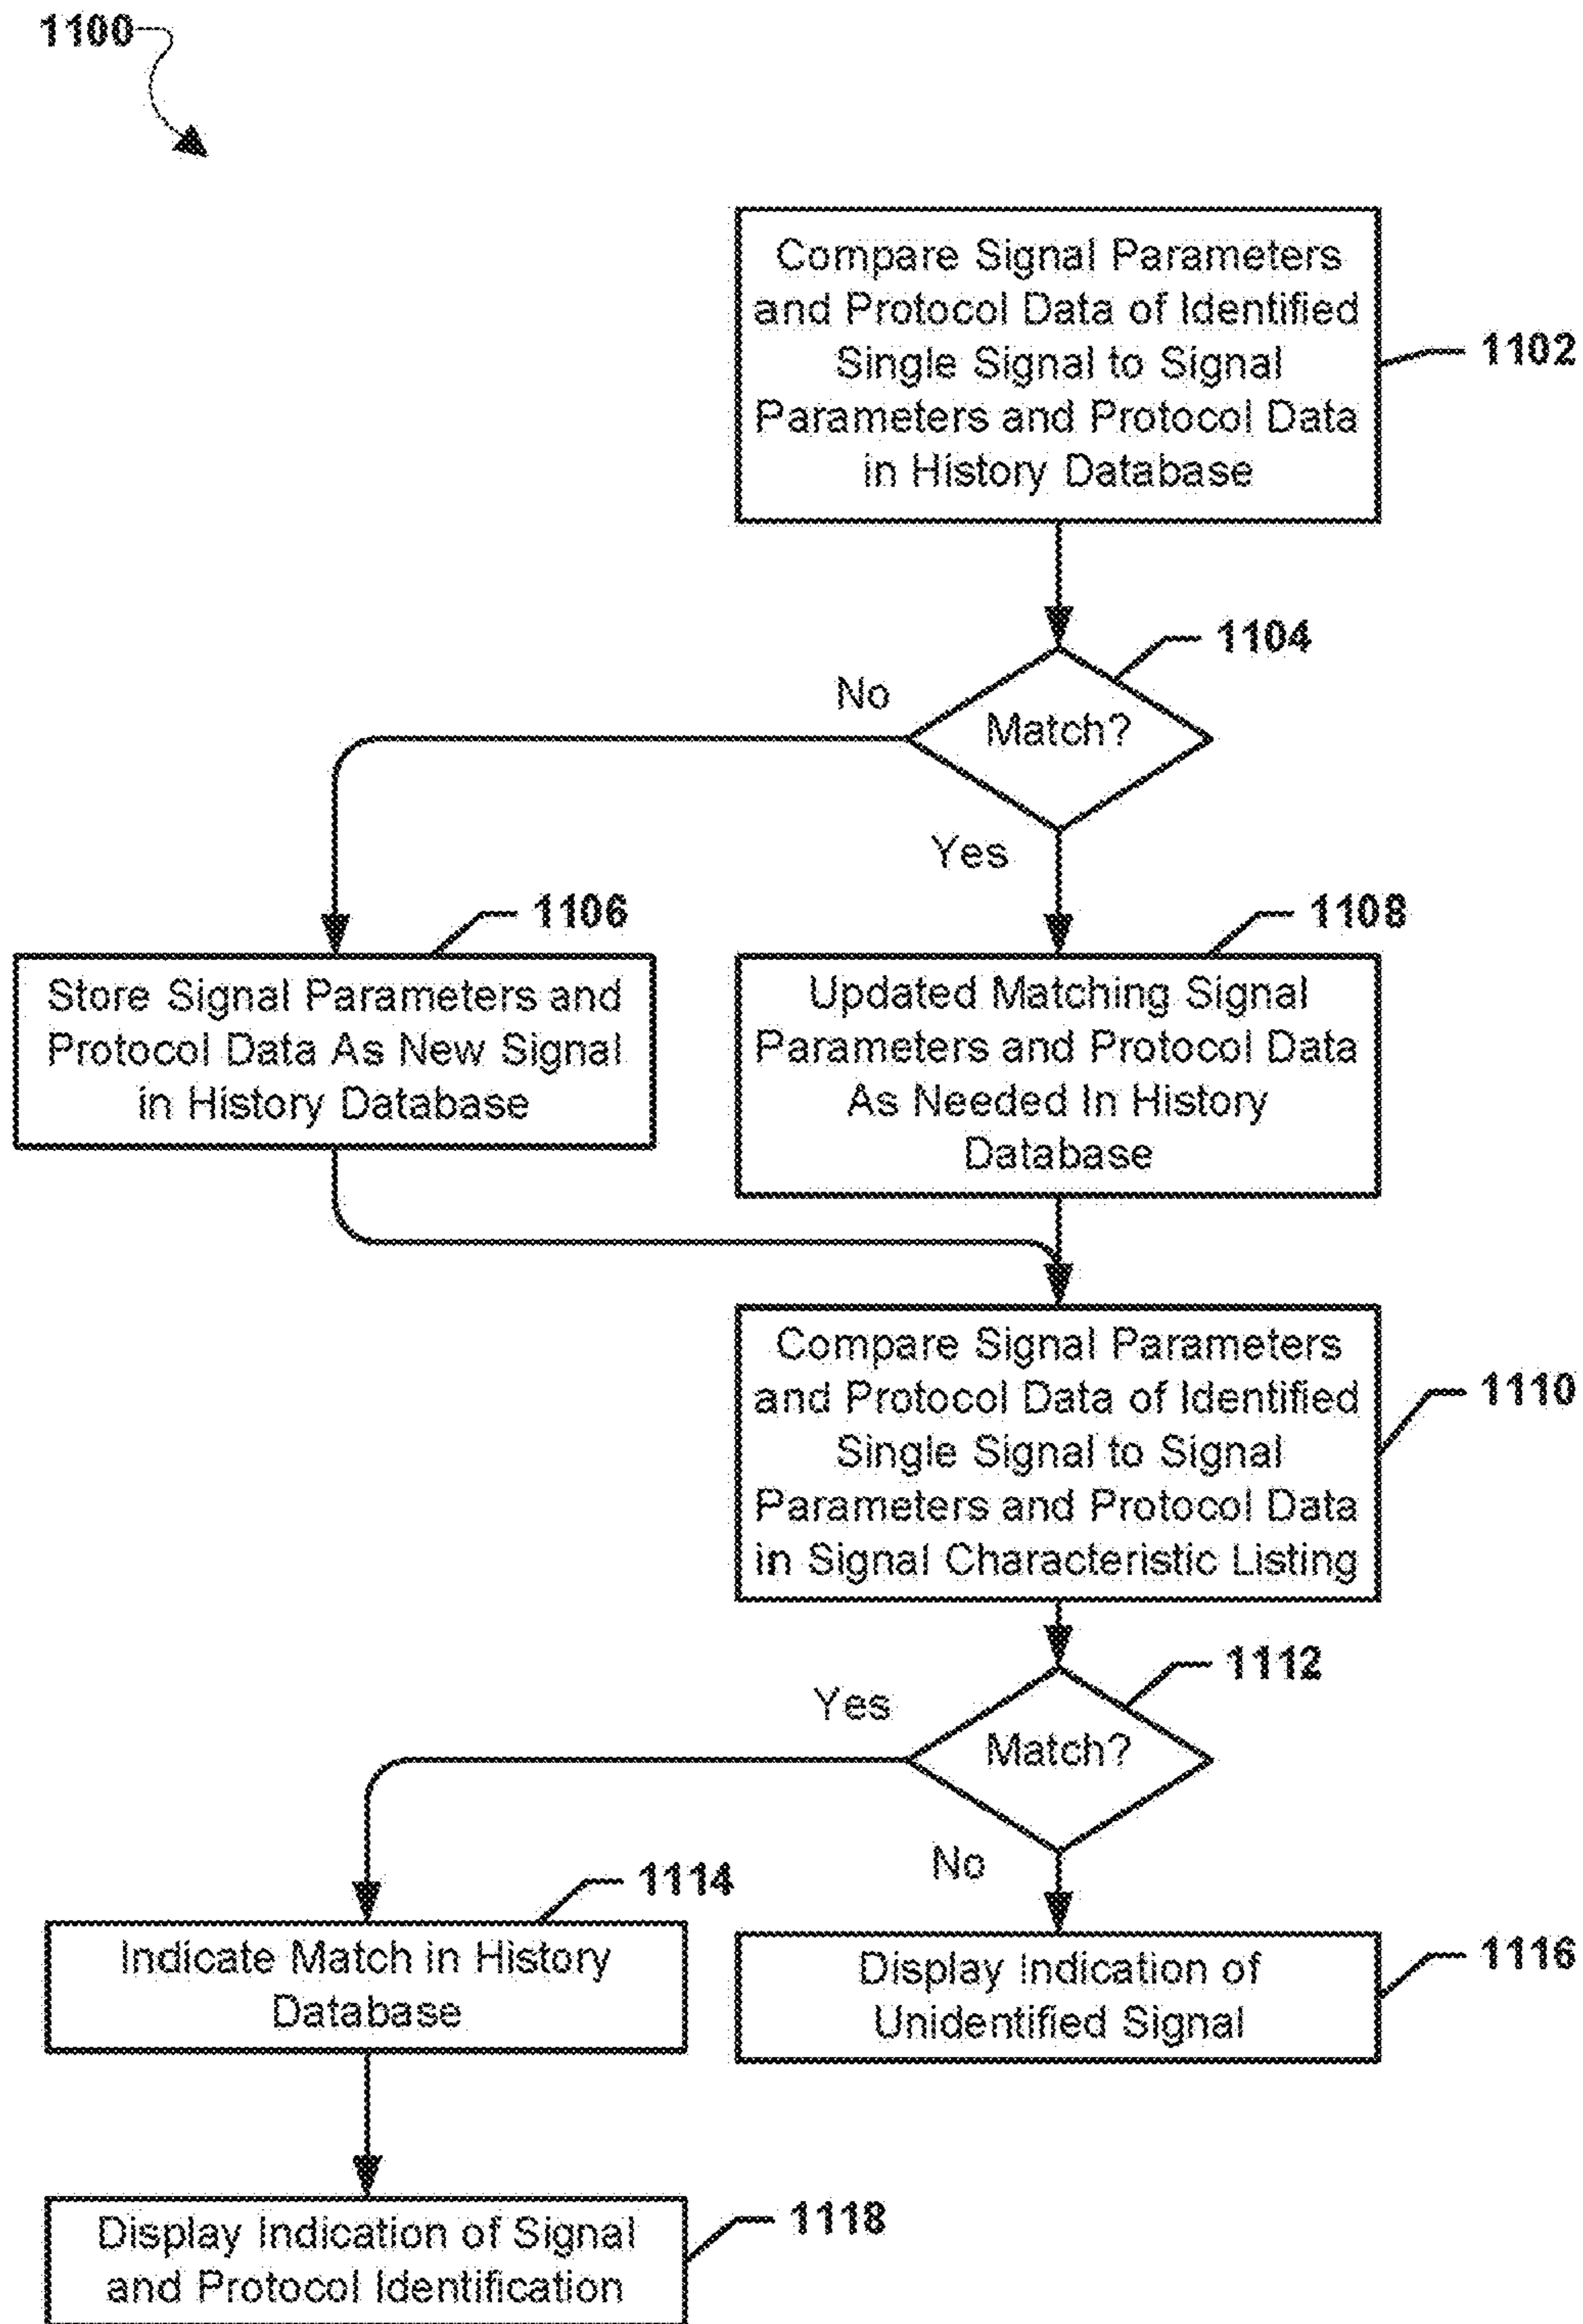 1100
Compare Signal Parameters
and Protocol Data of Identified
Single Signal to Signal
Parameters and Protocol Data
in History Database
1102
1104
Match?
No
Yes
1106
Store Signal Parameters and
Protocol Data As New Signal
in History Database
1108
Updated Matching Signal
Parameters and Protocol Data
As Needed In History
Database
Compare Signal Parameters
and Protocol Data of Identified
Single Signal to Signal
Parameters and Protocol Data
in Signal Characteristic Listing
1110
1112
Match?
Yes
No
1114
Indicate Match in History
Database
Display Indication of
Unidentified Signal
1116
Display Indication of Signal
and Protocol Identification
1118